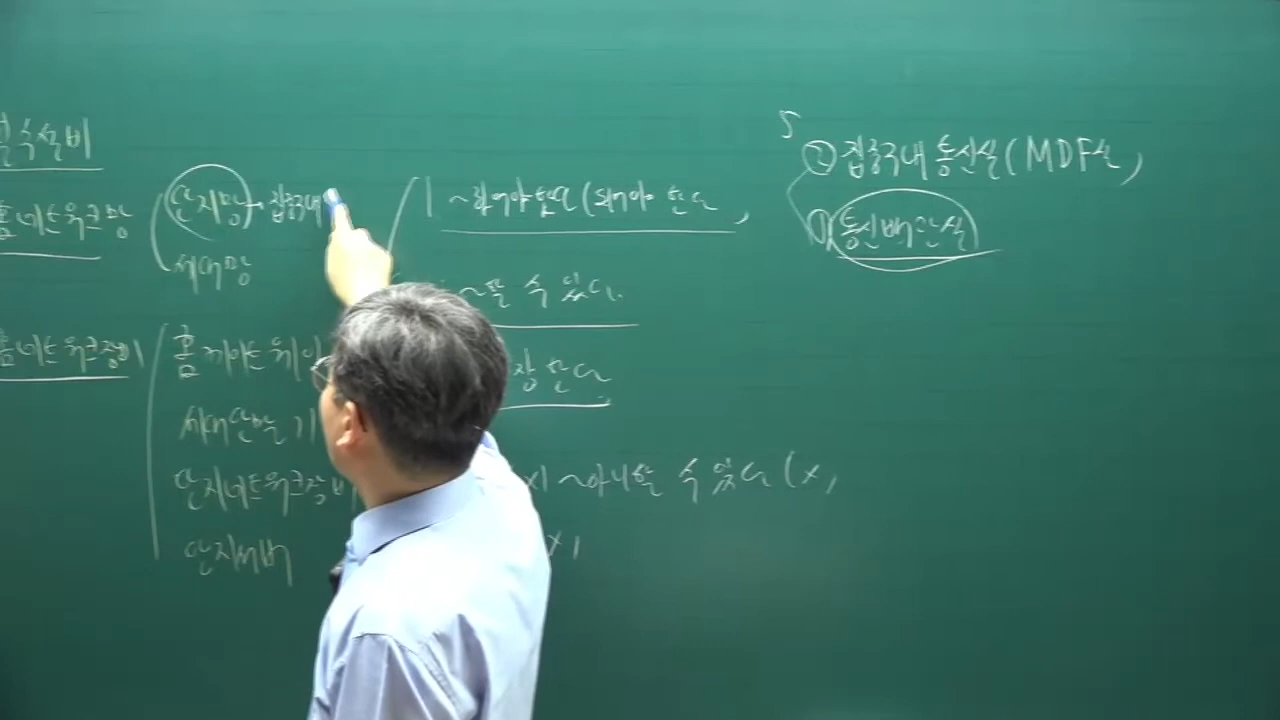 필수설비
홈네트워크망
단지망 → 집중구내
세대망
홈네트워크장비
홈게이트웨이
세대단말기
단지네트워크장비
단지서버
~하여야 한다 (되어야 한다)
~할 수 있다.
장한다
~아니할 수 있다 (x)
x)
5
② 집중구내 통신실 (MDF실)
① 통신배관실